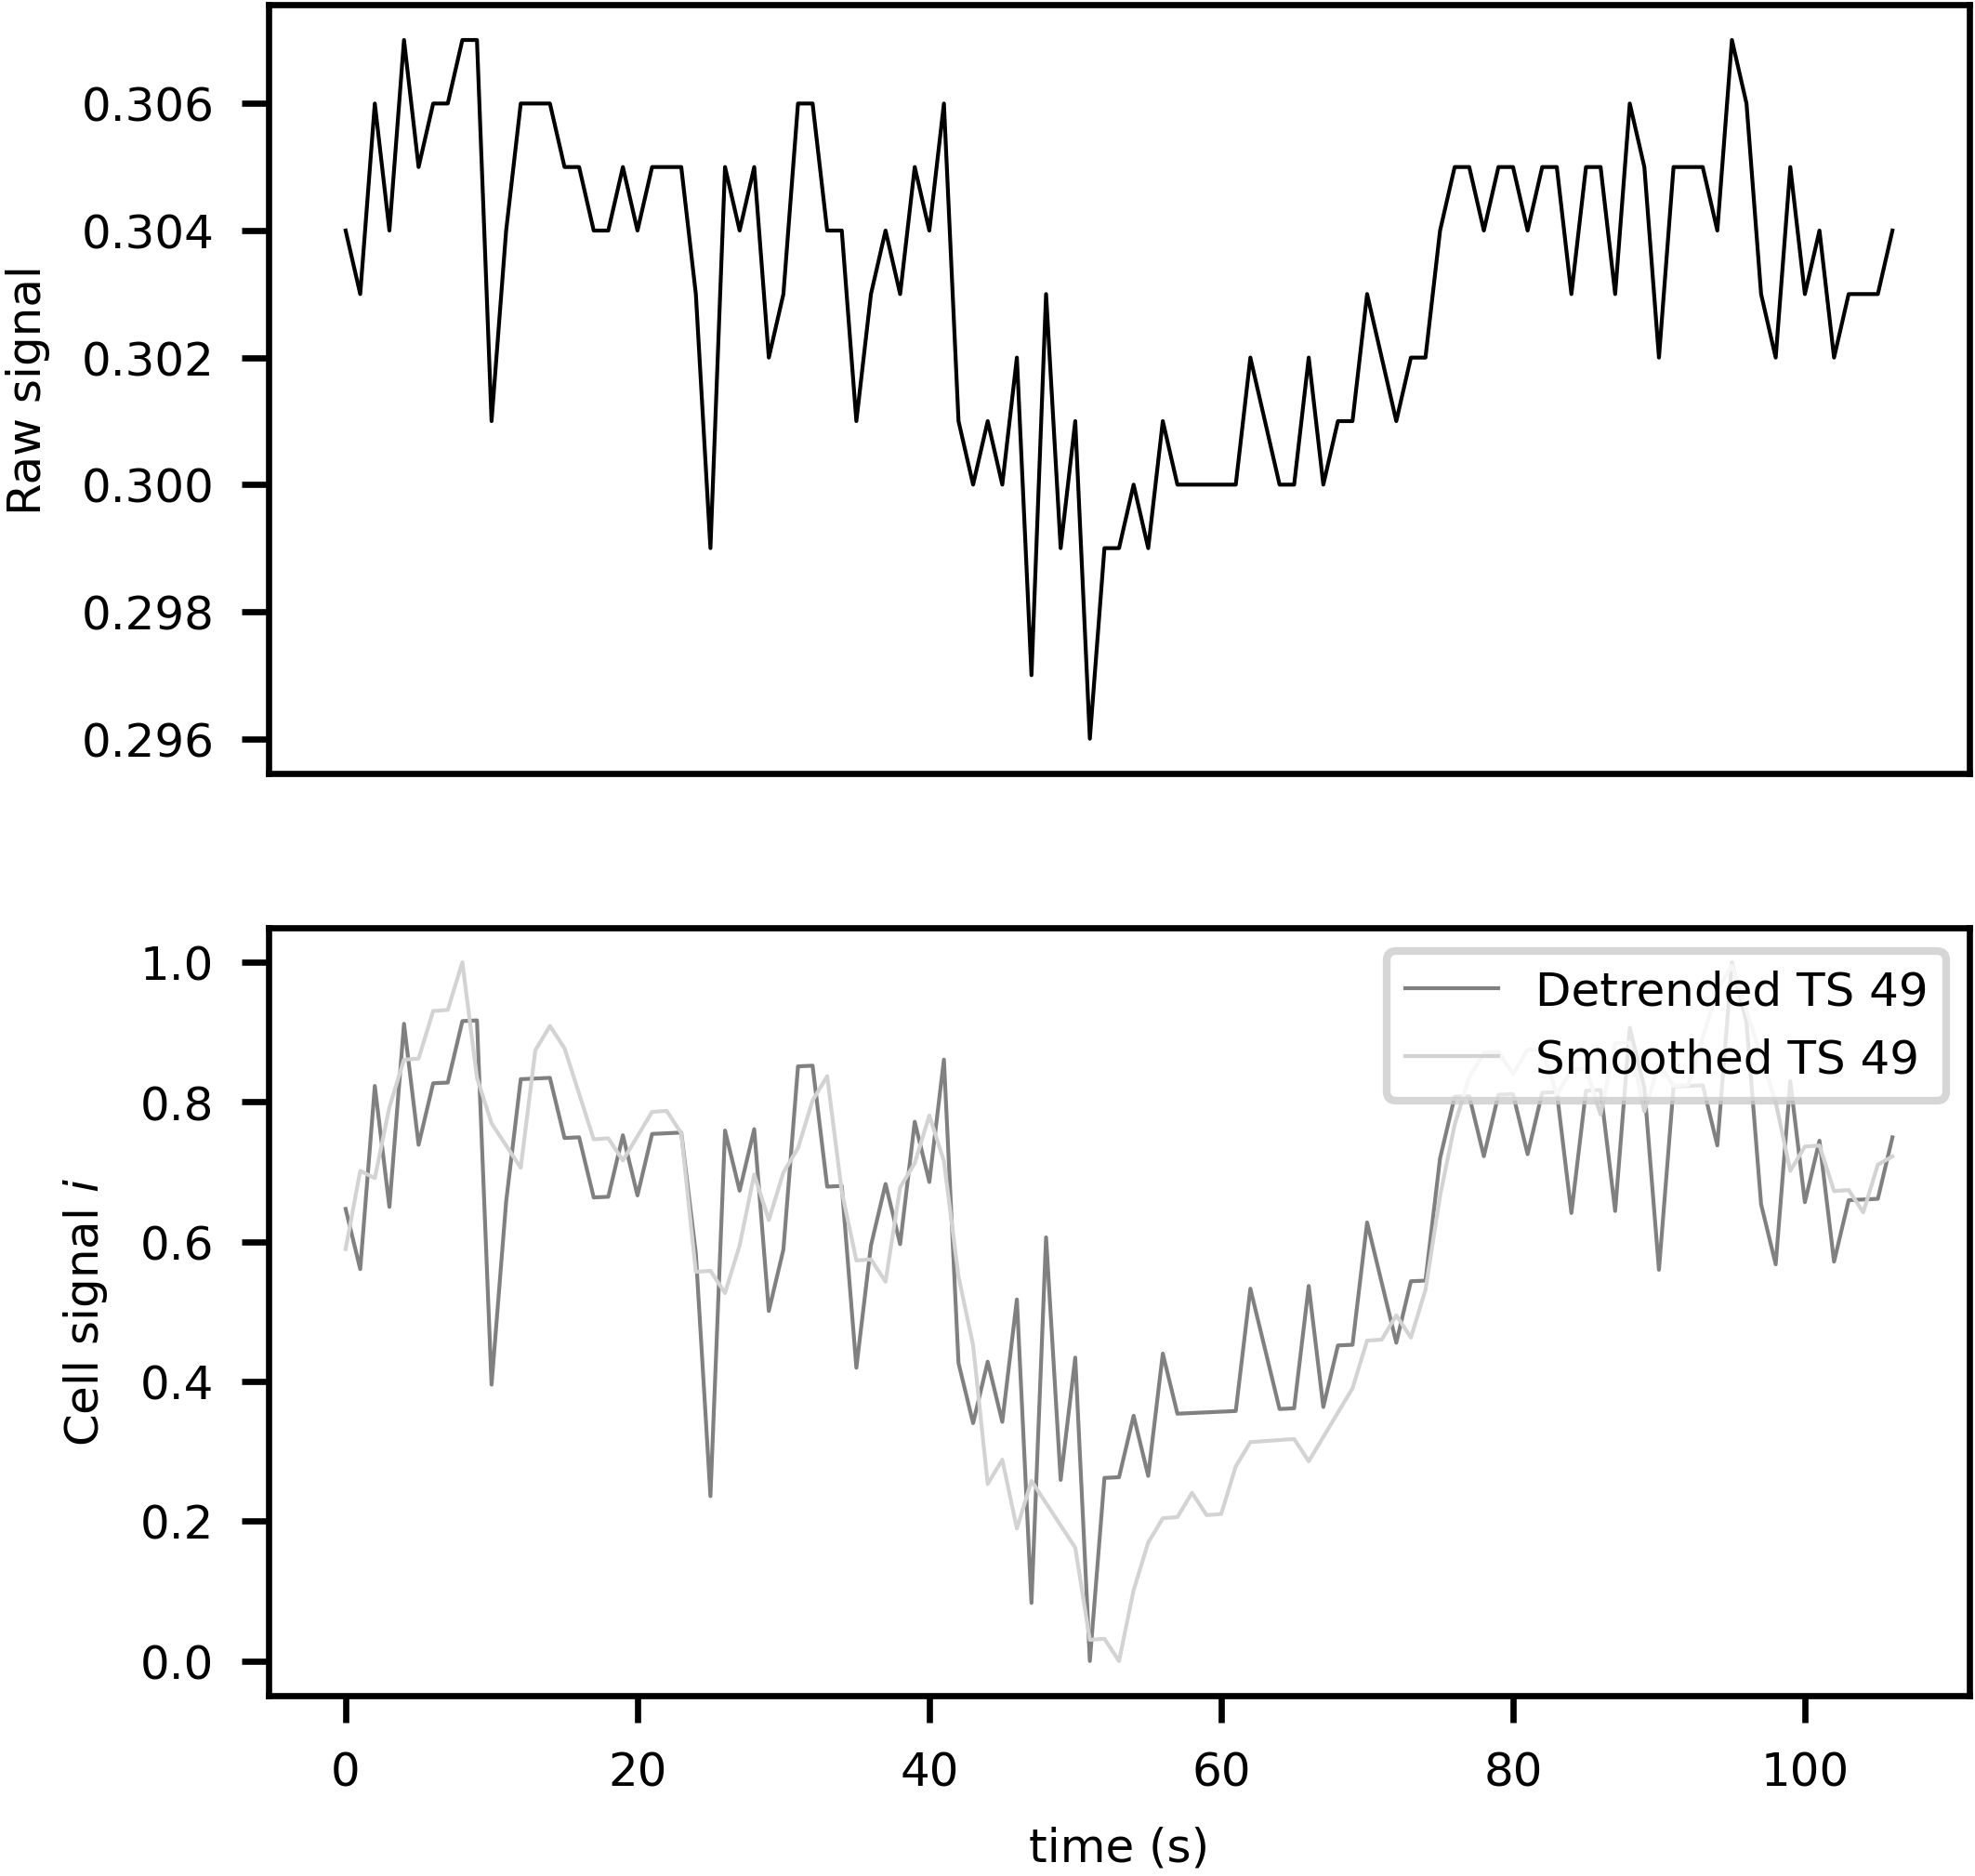 Raw signal
0.306
0.304
0.302
0.300
0.298
0.296
Cell signal i
1.0
0.8
0.6
0.4
0.2
0.0
Detrended TS 49
Smoothed TS 49
0 20 40 60 80 100
time (s)